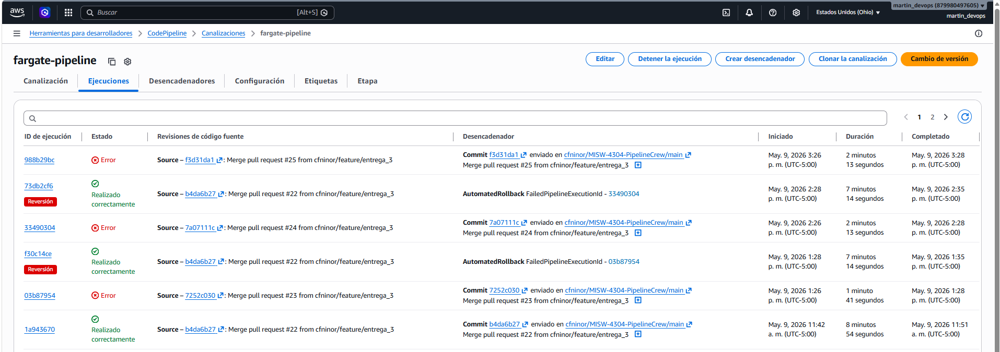 aws
Buscar
[Alt+S]
Estados Unidos (Ohio)
martin_devops (879980497605)
martin_devops
Herramientas para desarrolladores
CodePipeline
Canalizaciones
fargate-pipeline
fargate-pipeline
Editar
Detener la ejecución
Crear desencadenador
Clonar la canalización
Cambio de versión
Canalización
Ejecuciones
Desencadenadores
Configuración
Etiquetas
Etapa
1
2
ID de ejecución
Estado
Revisiones de código fuente
Desencadenador
Iniciado
Duración
Completado
988b29bc
Error
Source – f3d31da1 : Merge pull request #25 from cfninor/feature/entrega_3
Commit f3d31da1 enviado en cfninor/MISW-4304-PipelineCrew/main
Merge pull request #25 from cfninor/feature/entrega_3
May. 9, 2026 3:26
p. m. (UTC-5:00)
2 minutos
13 segundos
May. 9, 2026 3:28
p. m. (UTC-5:00)
73db2cf6
Reversión
Realizado
correctamente
Source – b4da6b27 : Merge pull request #22 from cfninor/feature/entrega_3
AutomatedRollback FailedPipelineExecutionId - 33490304
May. 9, 2026 2:28
p. m. (UTC-5:00)
7 minutos
14 segundos
May. 9, 2026 2:35
p. m. (UTC-5:00)
33490304
Error
Source – 7a07111c : Merge pull request #24 from cfninor/feature/entrega_3
Commit 7a07111c enviado en cfninor/MISW-4304-PipelineCrew/main
Merge pull request #24 from cfninor/feature/entrega_3
May. 9, 2026 2:26
p. m. (UTC-5:00)
2 minutos
13 segundos
May. 9, 2026 2:28
p. m. (UTC-5:00)
f30c14ce
Reversión
Realizado
correctamente
Source – b4da6b27 : Merge pull request #22 from cfninor/feature/entrega_3
AutomatedRollback FailedPipelineExecutionId - 03b87954
May. 9, 2026 1:28
p. m. (UTC-5:00)
7 minutos
14 segundos
May. 9, 2026 1:35
p. m. (UTC-5:00)
03b87954
Error
Source – 7252c030 : Merge pull request #23 from cfninor/feature/entrega_3
Commit 7252c030 enviado en cfninor/MISW-4304-PipelineCrew/main
Merge pull request #23 from cfninor/feature/entrega_3
May. 9, 2026 1:26
p. m. (UTC-5:00)
1 minuto
41 segundos
May. 9, 2026 1:28
p. m. (UTC-5:00)
1a943670
Realizado
correctamente
Source – b4da6b27 : Merge pull request #22 from cfninor/feature/entrega_3
Commit b4da6b27 enviado en cfninor/MISW-4304-PipelineCrew/main
Merge pull request #22 from cfninor/feature/entrega_3
May. 9, 2026 11:42
a. m. (UTC-5:00)
8 minutos
54 segundos
May. 9, 2026 11:51
a. m. (UTC-5:00)